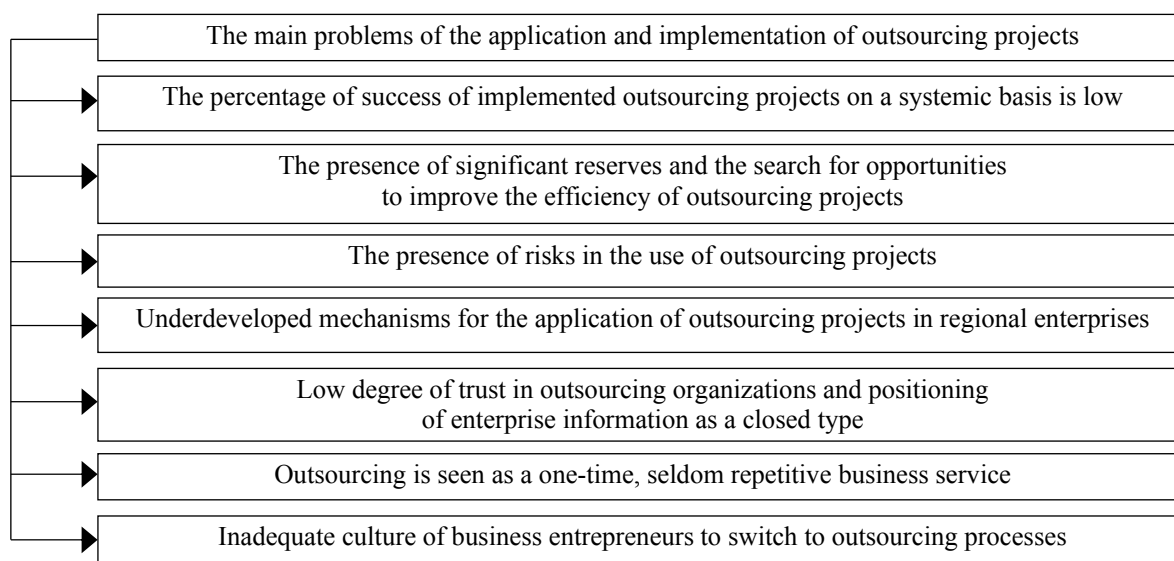 The main problems of the application and implementation of outsourcing projects
The percentage of success of implemented outsourcing projects on a systemic basis is low
The presence of significant reserves and the search for opportunities
to improve the efficiency of outsourcing projects
The presence of risks in the use of outsourcing projects
Underdeveloped mechanisms for the application of outsourcing projects in regional enterprises
Low degree of trust in outsourcing organizations and positioning
of enterprise information as a closed type
Outsourcing is seen as a one-time, seldom repetitive business service
Inadequate culture of business entrepreneurs to switch to outsourcing processes